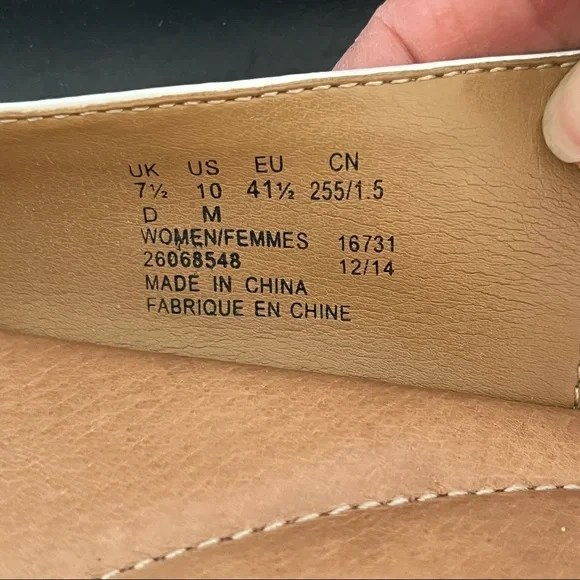 UK US EU CN
7½ 10 41½ 255/1.5
D M
WOMEN/FEMMES 16731
26068548 12/14
MADE IN CHINA
FABRIQUE EN CHINE